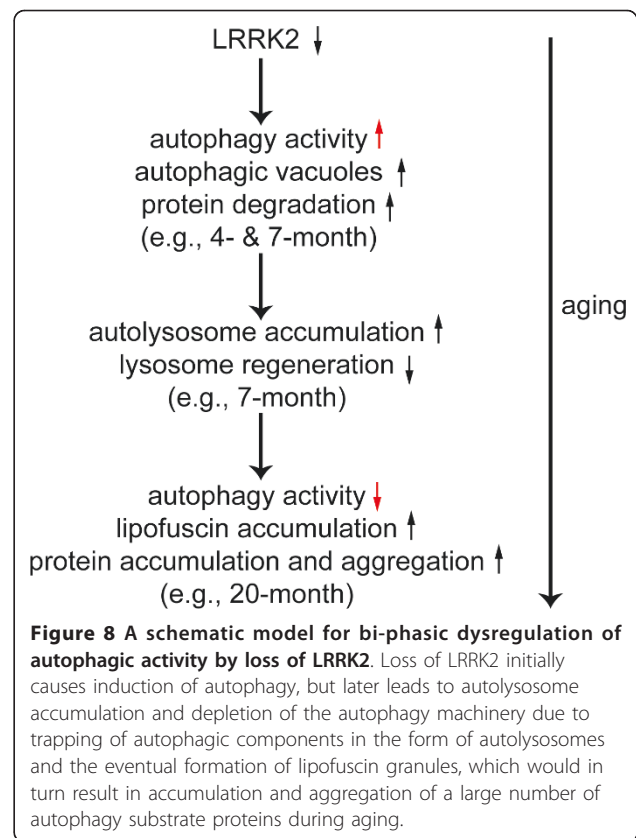 LRRK2 ↓
autophagy activity ↑
autophagic vacuoles ↑
protein degradation ↑
(e.g., 4- & 7-month)
autolysosome accumulation ↑
lysosome regeneration ↓
(e.g., 7-month)
aging
autophagy activity ↓
lipofuscin accumulation ↑
protein accumulation and aggregation ↑
(e.g., 20-month)
Figure 8 A schematic model for bi-phasic dysregulation of
autophagic activity by loss of LRRK2. Loss of LRRK2 initially
causes induction of autophagy, but later leads to autolysosome
accumulation and depletion of the autophagy machinery due to
trapping of autophagic components in the form of autolysosomes
and the eventual formation of lipofuscin granules, which would in
turn result in accumulation and aggregation of a large number of
autophagy substrate proteins during aging.